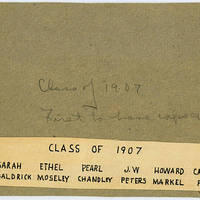 Class of 1907
First to have
CLASS OF 1907
SARAH ETHEL PEARL J.W HOWARD
BALDRICK MOSELEY CHANDLEY PETERS MARKEL